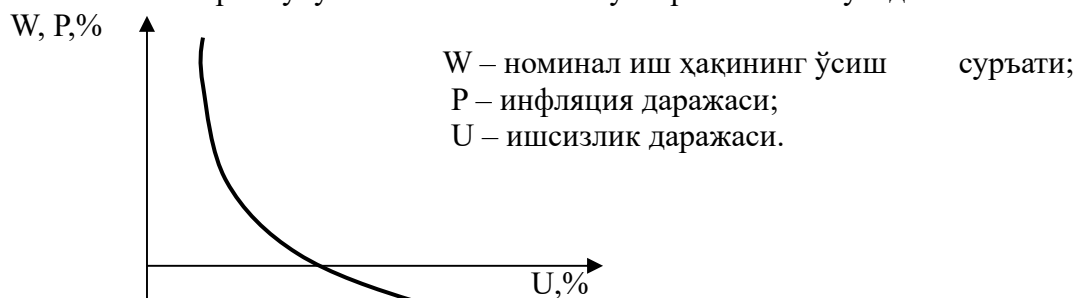 W, P,%
W – номинал иш ҳақининг ўсиш суръати;
P – инфляция даражаси;
U – ишсизлик даражаси.
U,%